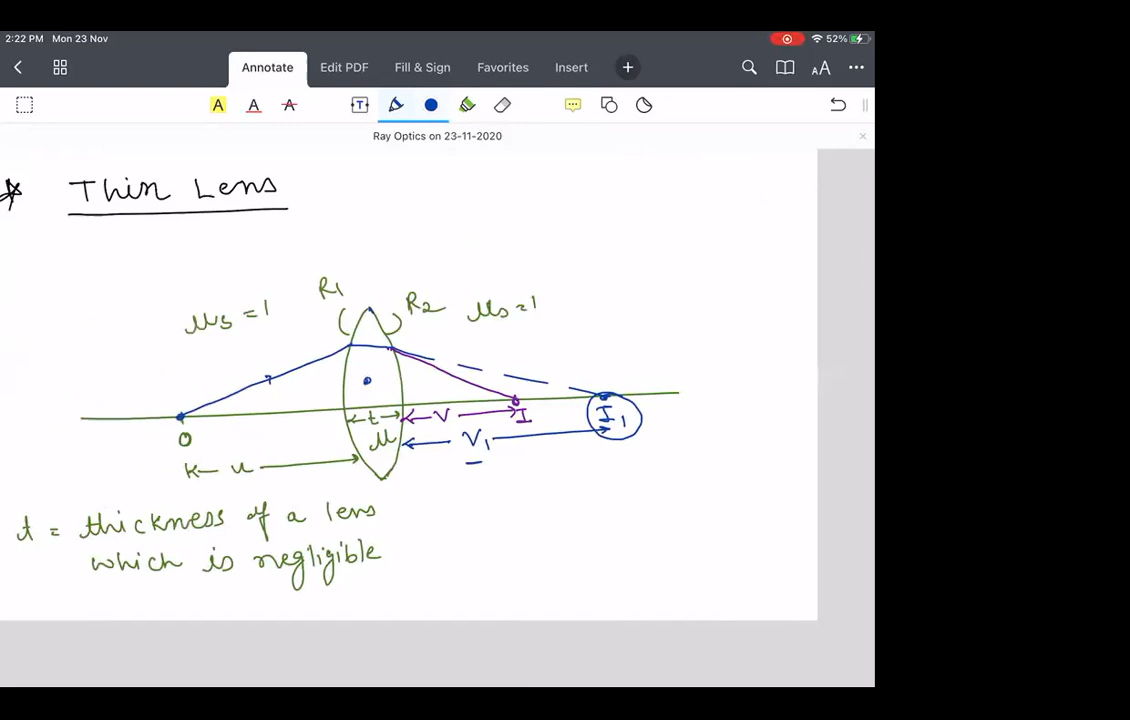 2:22 PM Mon 23 Nov
52%
Annotate Edit PDF Fill & Sign Favorites Insert
A A A T AA
Ray Optics on 23-11-2020
Thin Lens
R1
R2
μs = 1
μs = 1
t
V
I
I1
O
μ
V1
u
t = thickness of a lens
which is negligible